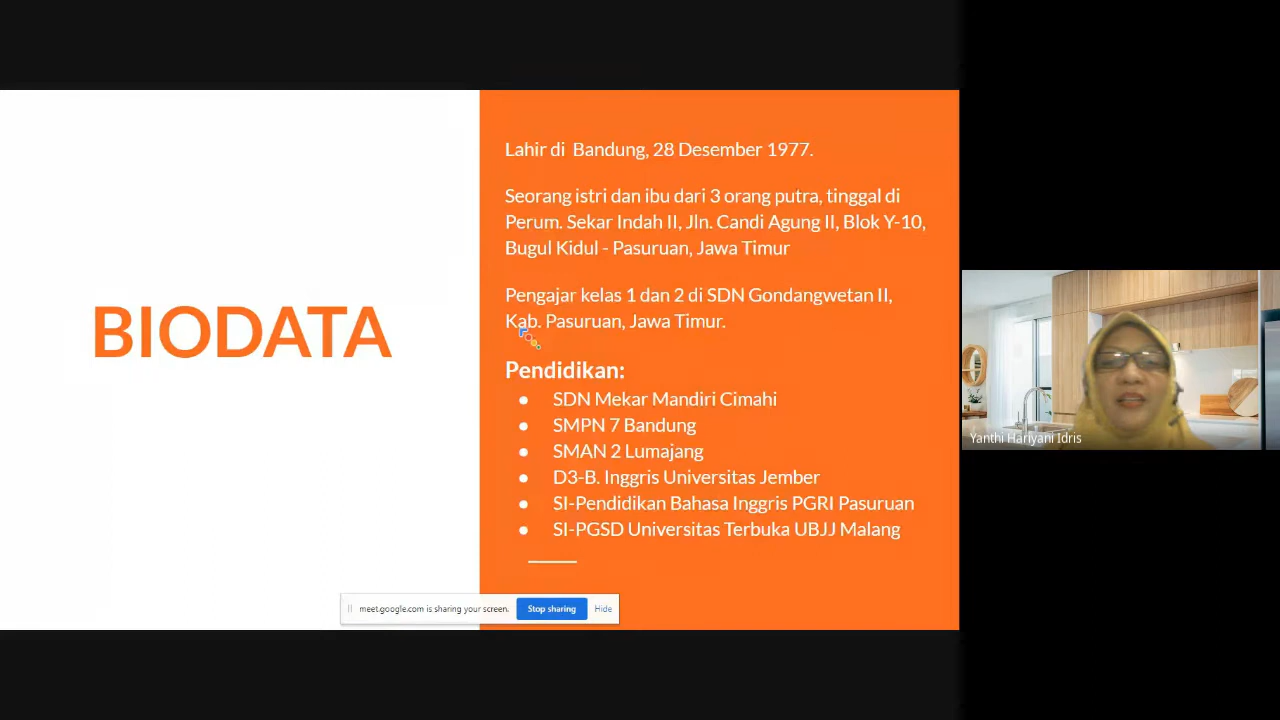 BIODATA
Lahir di Bandung, 28 Desember 1977.
Seorang istri dan ibu dari 3 orang putra, tinggal di
Perum. Sekar Indah II, Jln. Candi Agung II, Blok Y-10,
Bugul Kidul - Pasuruan, Jawa Timur
Pengajar kelas 1 dan 2 di SDN Gondangwetan II,
Kab. Pasuruan, Jawa Timur.
Pendidikan:
● SDN Mekar Mandiri Cimahi
● SMPN 7 Bandung
● SMAN 2 Lumajang
● D3-B. Inggris Universitas Jember
● SI-Pendidikan Bahasa Inggris PGRI Pasuruan
● SI-PGSD Universitas Terbuka UBJJ Malang
meet.google.com is sharing your screen.
Stop sharing
Hide
Yanthi Hariyani Idris